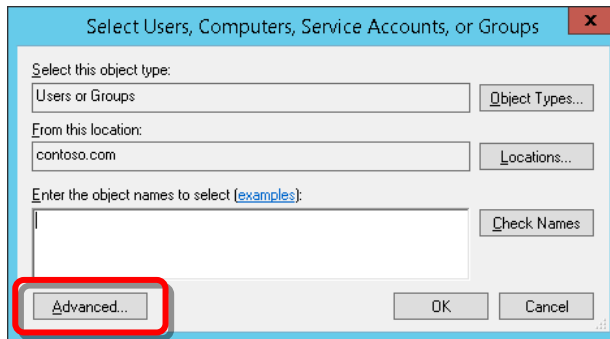 Select Users, Computers, Service Accounts, or Groups
x
Select this object type:
Users or Groups
Object Types...
From this location:
contoso.com
Locations...
Enter the object names to select (examples):
Check Names
Advanced...
OK
Cancel